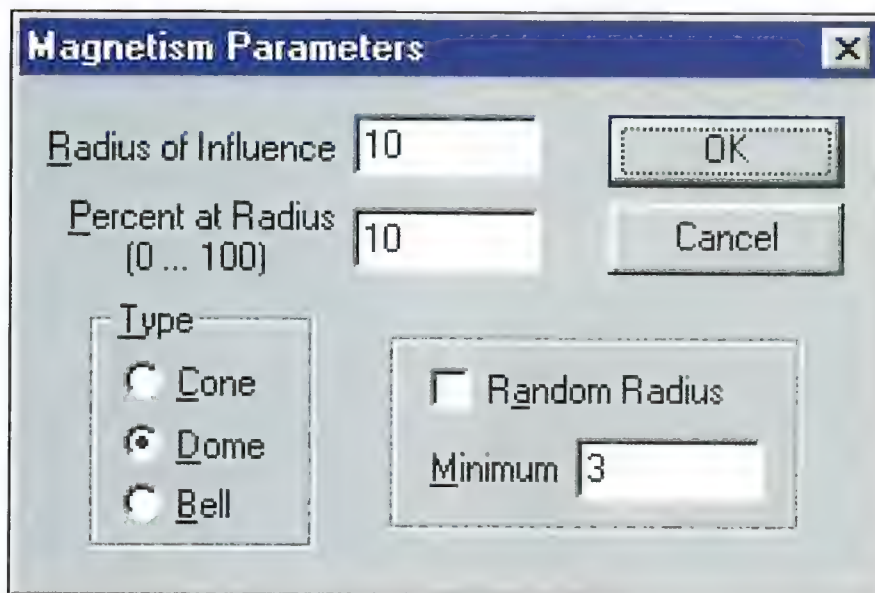 Magnetism Parameters
Radius of Influence 10
OK
Percent at Radius
(0 ... 100) 10
Cancel
Type
Cone
Dome
Bell
Random Radius
Minimum 3